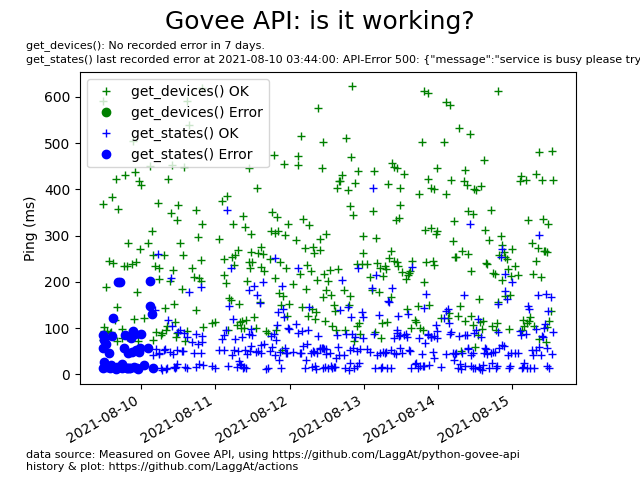 Govee API: is it working?
get_devices(): No recorded error in 7 days.
get_states() last recorded error at 2021-08-10 03:44:00: API-Error 500: {"message":"service is busy please try
get_devices() OK
get_devices() Error
get_states() OK
get_states() Error
Ping (ms)
600
500
400
300
200
100
0
2021-08-10
2021-08-11
2021-08-12
2021-08-13
2021-08-14
2021-08-15
data source: Measured on Govee API, using https://github.com/LaggAt/python-govee-api
history & plot: https://github.com/LaggAt/actions